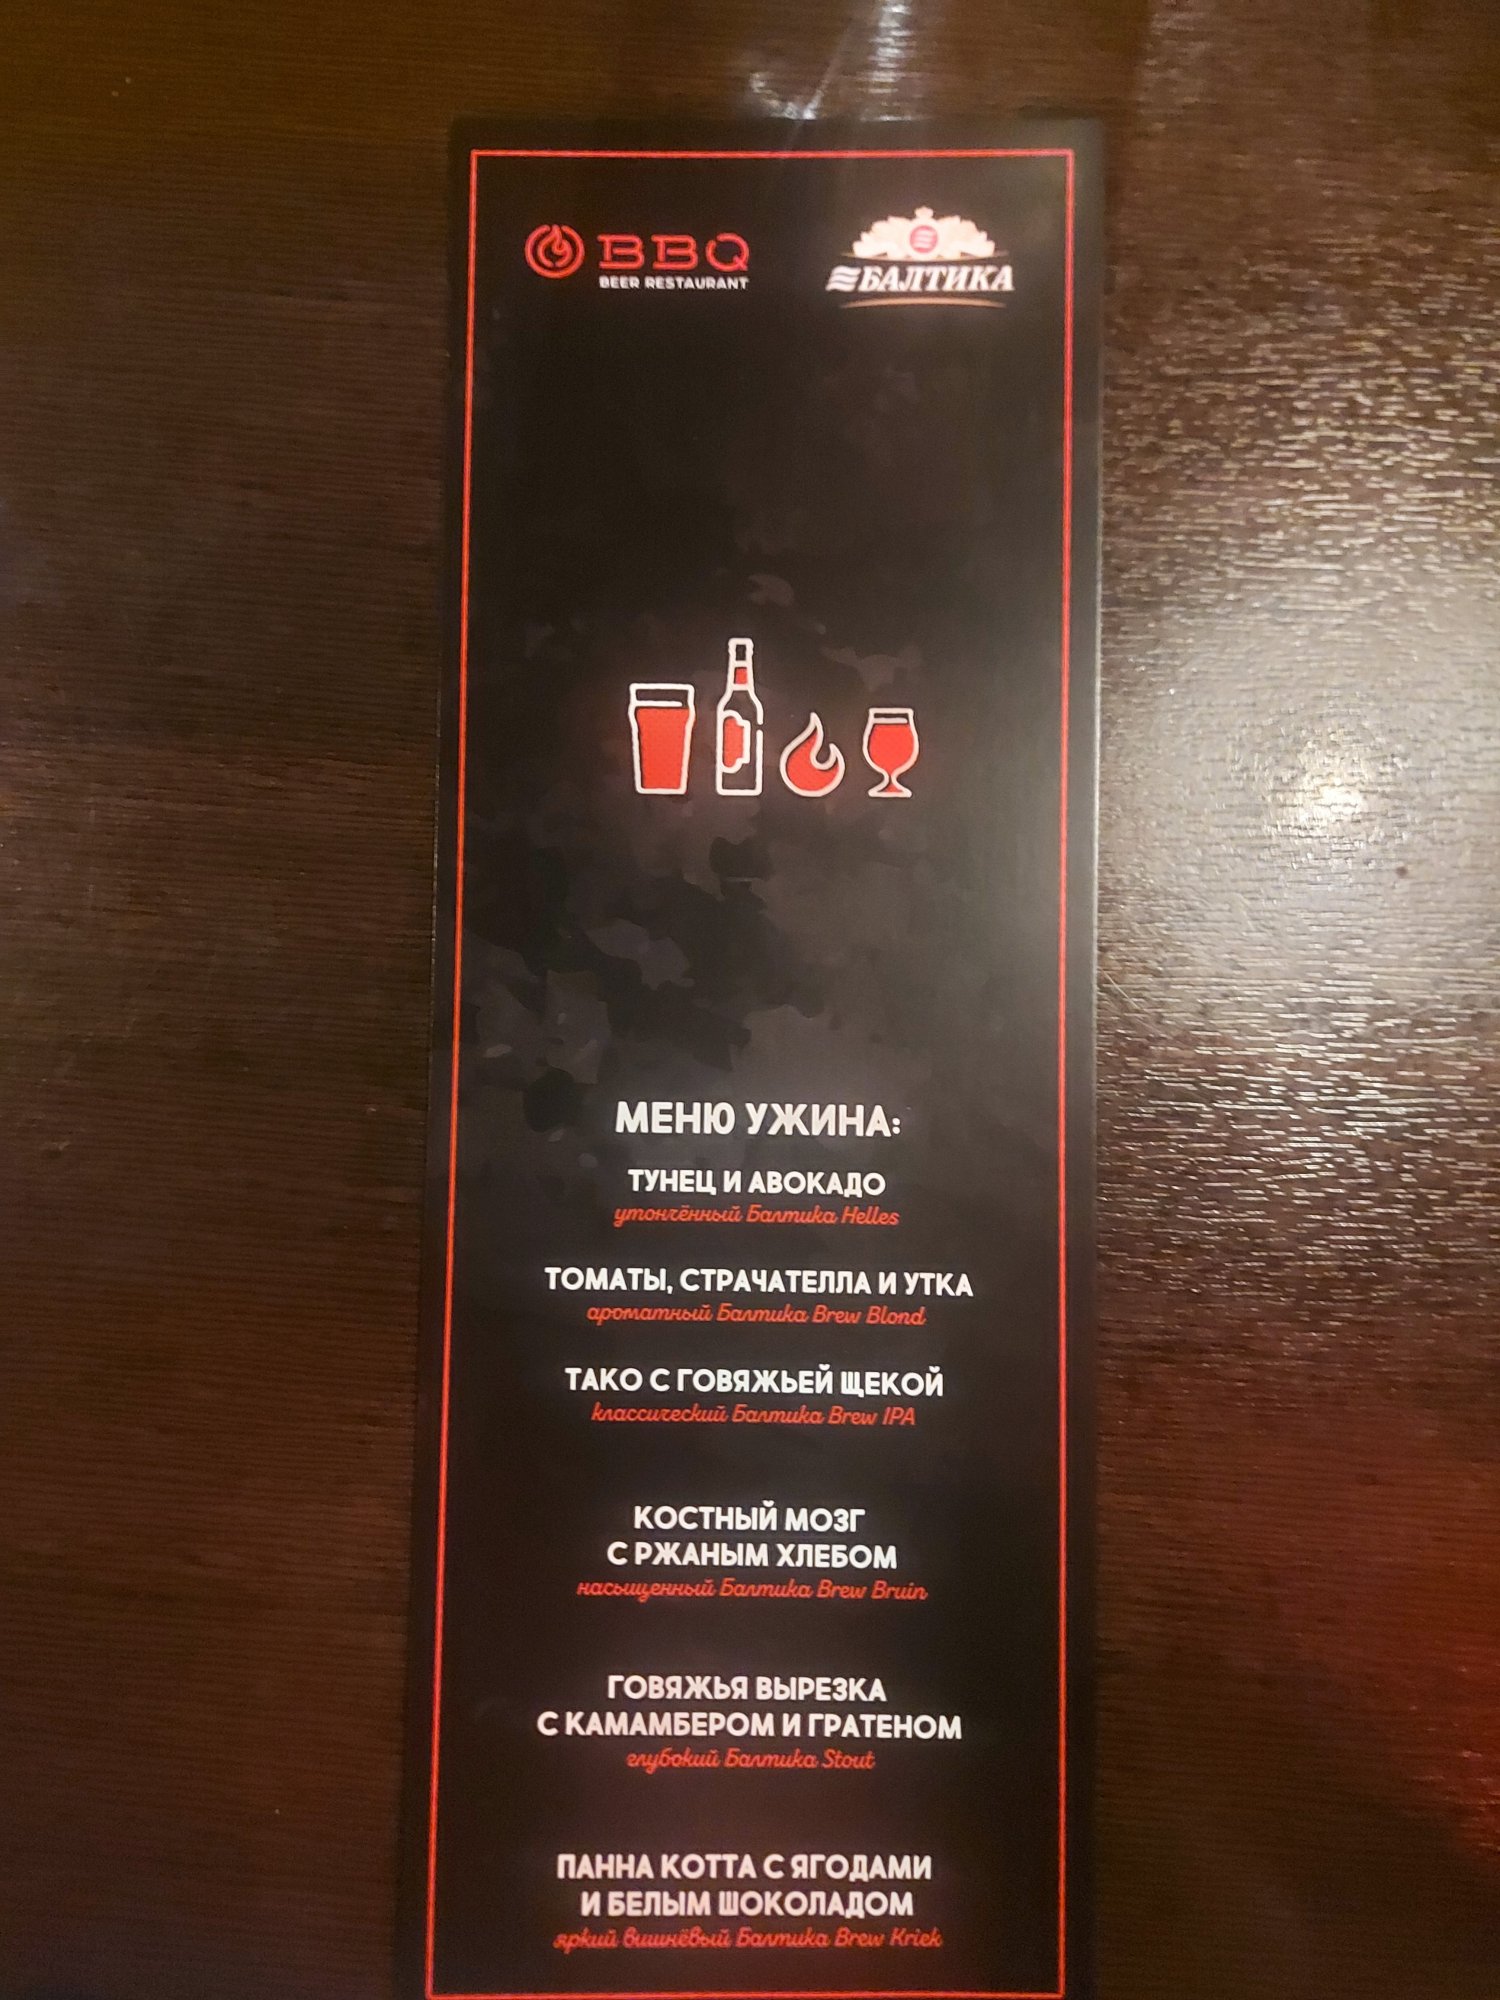 BBQ
BEER RESTAURANT
БАЛТИКА
МЕНЮ УЖИНА:
ТУНЕЦ И АВОКАДО
утончённый Балтика Helles
ТОМАТЫ, СТРАЧАТЕЛЛА И УТКА
ароматный Балтика Brew Blond
ТАКО С ГОВЯЖЬЕЙ ЩЕКОЙ
классический Балтика Brew IPA
КОСТНЫЙ МОЗГ
С РЖАНЫМ ХЛЕБОМ
насыщенный Балтика Brew Bruin
ГОВЯЖЬЯ ВЫРЕЗКА
С КАМАМБЕРОМ И ГРАТЕНОМ
глубокий Балтика Stout
ПАННА КОТТА С ЯГОДАМИ
И БЕЛЫМ ШОКОЛАДОМ
яркий вишнёвый Балтика Brew Kriek